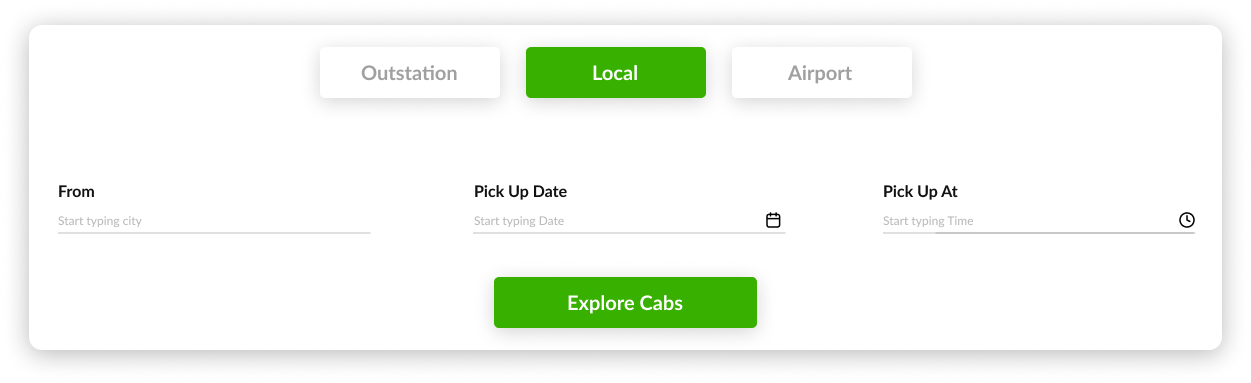 Outstation Local Airport
From Pick Up Date Pick Up At
Start typing city Start typing Date Start typing Time
Explore Cabs